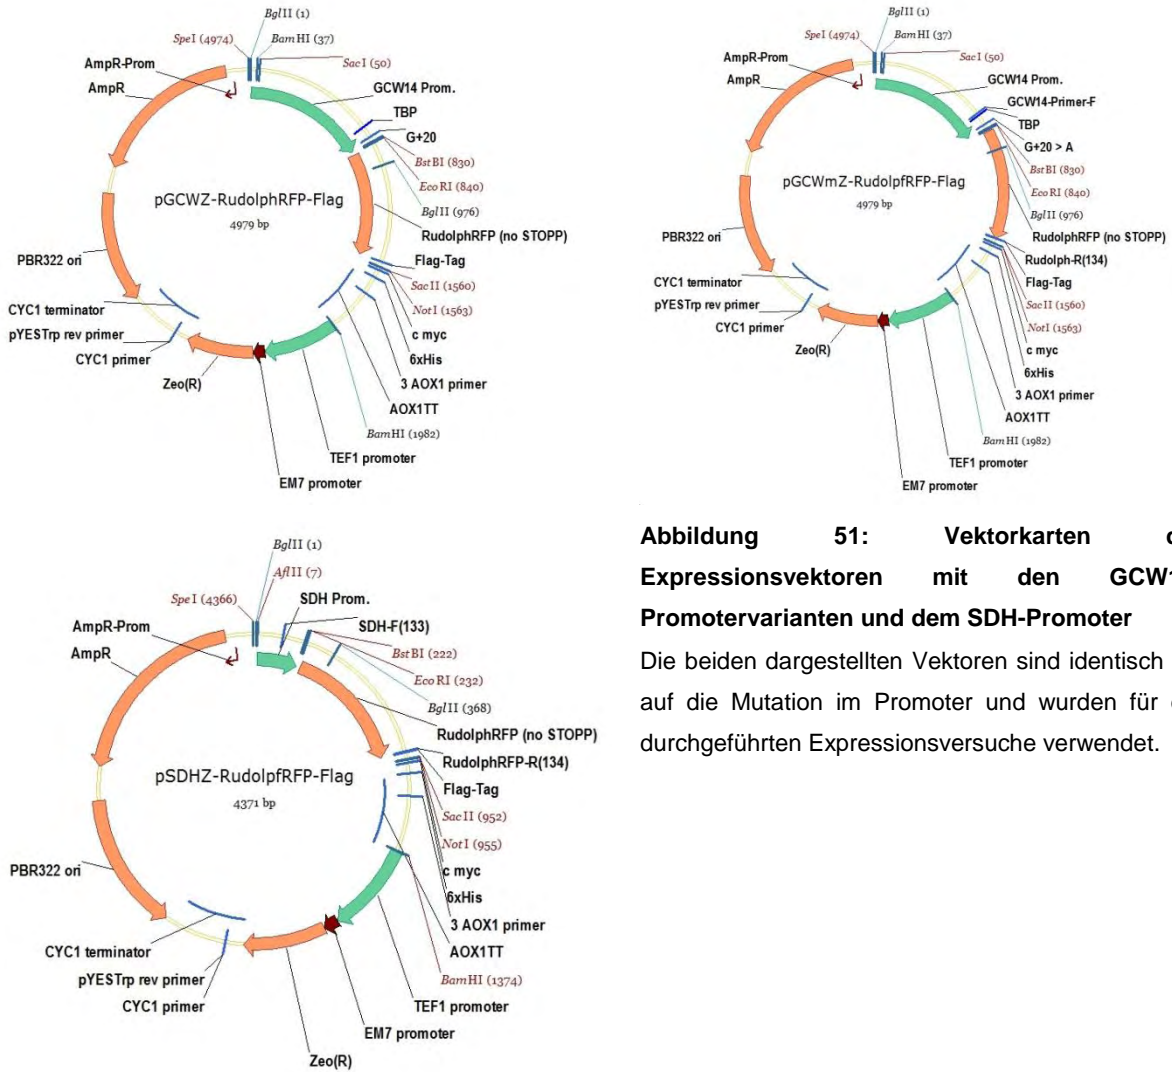 BglII (1)
SpeI (4974)
BamHI (37)
AmpR-Prom
SacI (50)
AmpR
GCW14 Prom.
TBP
G+20
BstBI (830)
EcoRI (840)
pGCWZ-RudolphRFP-Flag
4979 bp
BglII (976)
RudolphRFP (no STOPP)
PBR322 ori
Flag-Tag
SacII (1560)
CYC1 terminator
NotI (1563)
pYESTrp rev primer
c myc
CYC1 primer
6xHis
Zeo(R)
3 AOX1 primer
AOX1TT
BamHI (1982)
TEF1 promoter
EM7 promoter
BglII (1)
SpeI (4974)
BamHI (37)
AmpR-Prom
SacI (50)
AmpR
GCW14 Prom.
GCW14-Primer-F
TBP
G+20 > A
BstBI (830)
pGCWmZ-RudolpfRFP-Flag
4979 bp
EcoRI (840)
BglII (976)
RudolphRFP (no STOPP)
PBR322 ori
Rudolph-R(134)
Flag-Tag
CYC1 terminator
SacII (1560)
pYESTrp rev primer
NotI (1563)
CYC1 primer
c myc
Zeo(R)
6xHis
3 AOX1 primer
AOX1TT
BamHI (1982)
TEF1 promoter
EM7 promoter
BglII (1)
AflII (7)
SpeI (4366)
SDH Prom.
AmpR-Prom
SDH-F(133)
AmpR
BstBI (222)
EcoRI (232)
BglII (368)
RudolphRFP (no STOPP)
RudolphRFP-R(134)
pSDHZ-RudolpfRFP-Flag
4371 bp
Flag-Tag
SacII (952)
NotI (955)
PBR322 ori
c myc
6xHis
3 AOX1 primer
CYC1 terminator
AOX1TT
pYESTrp rev primer
BamHI (1374)
CYC1 primer
TEF1 promoter
EM7 promoter
Zeo(R)
Abbildung 51: Vektorkarten
Expressionsvektoren mit den
Promotervarianten und dem SDH-Promoter
Die beiden dargestellten Vektoren sind identisch
auf die Mutation im Promoter und wurden für
durchgeführten Expressionsversuche verwendet.